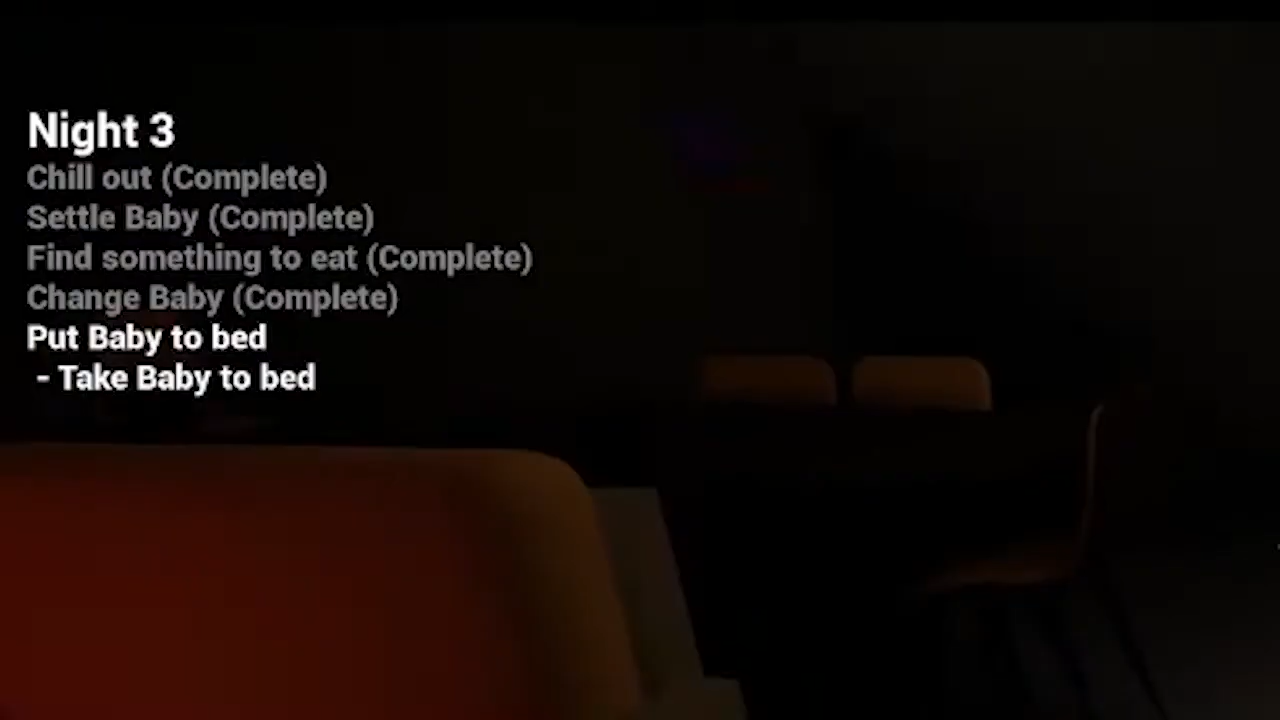 Night 3
Chill out (Complete)
Settle Baby (Complete)
Find something to eat (Complete)
Change Baby (Complete)
Put Baby to bed
- Take Baby to bed